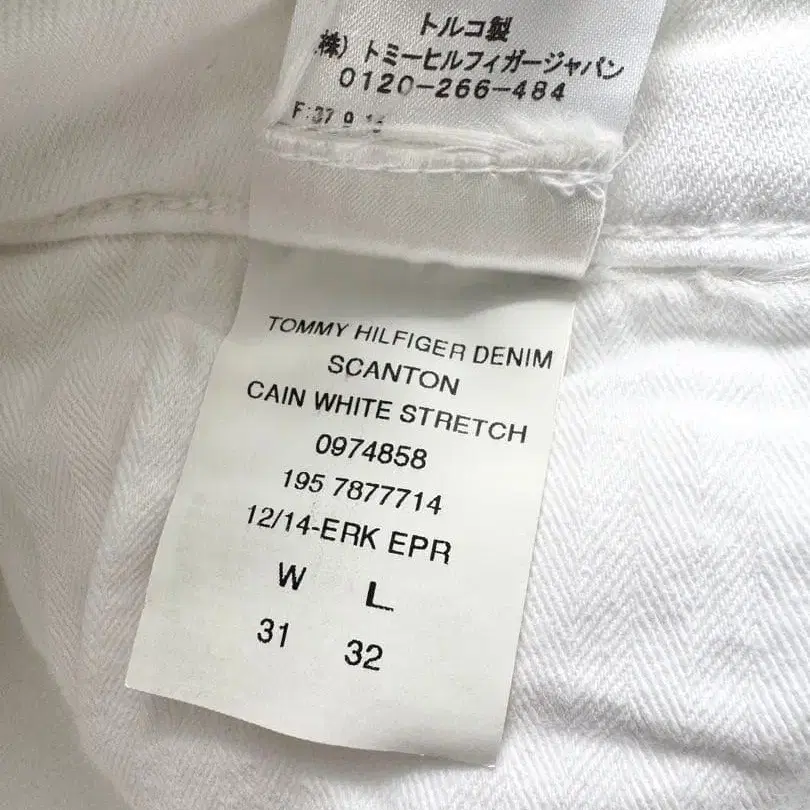 トルコ製
株）トミーヒルフィガージャパン
0120-266-484
TOMMY HILFIGER DENIM
SCANTON
CAIN WHITE STRETCH
0974858
195 7877714
12/14-ERK EPR
W L
31 32